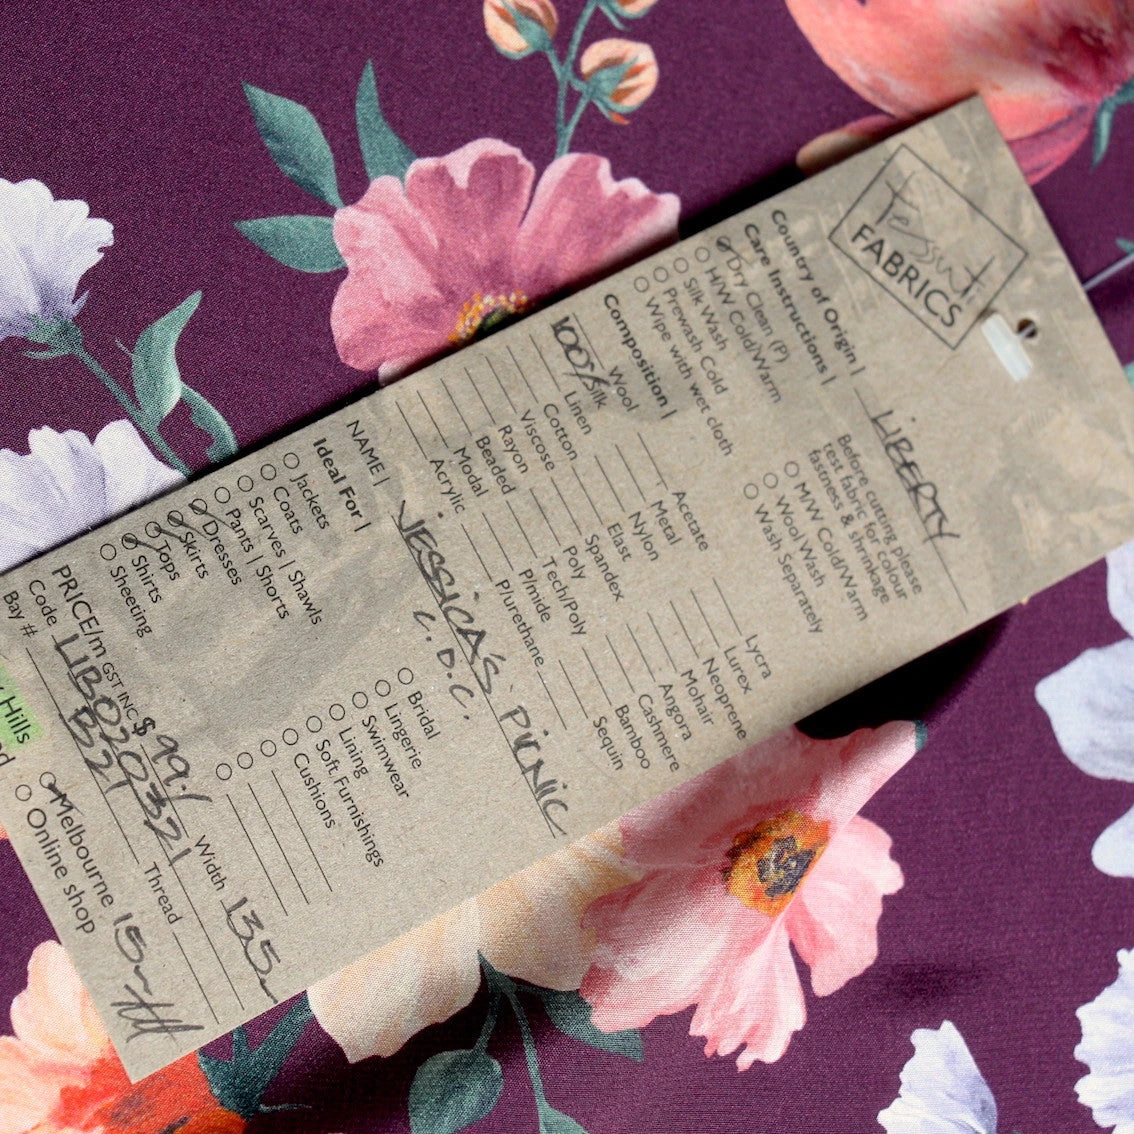 Tessuti
FABRICS
Country of Origin | LIBERTY
Care Instructions |
Before cutting please
test fabric for colour
fastness & shrinkage
Dry Clean (P)
H/W Cold/Warm
Silk Wash
Prewash Cold
Wipe with wet cloth
M/W Cold/Warm
Wool Wash
Wash Separately
Composition |
Wool
100% Silk
Linen
Cotton
Viscose
Rayon
Beaded
Modal
Acrylic
Acetate
Metal
Nylon
Elast
Spandex
Poly
Tech/Poly
P/mide
P/urethane
Lycra
Lurex
Neoprene
Mohair
Angora
Cashmere
Bamboo
Sequin
NAME | JESSICA'S PICNIC
C.D.C.
Ideal For |
Jackets
Coats
Scarves | Shawls
Pants | Shorts
Dresses
Skirts
Tops
Shirts
Sheeting
Bridal
Lingerie
Swimwear
Lining
Soft Furnishings
Cushions
PRICE/m GST INC $99./ Width 135
Code LIB0203321
Bay # B21 Thread
Hills
Melbourne 15m
Online shop